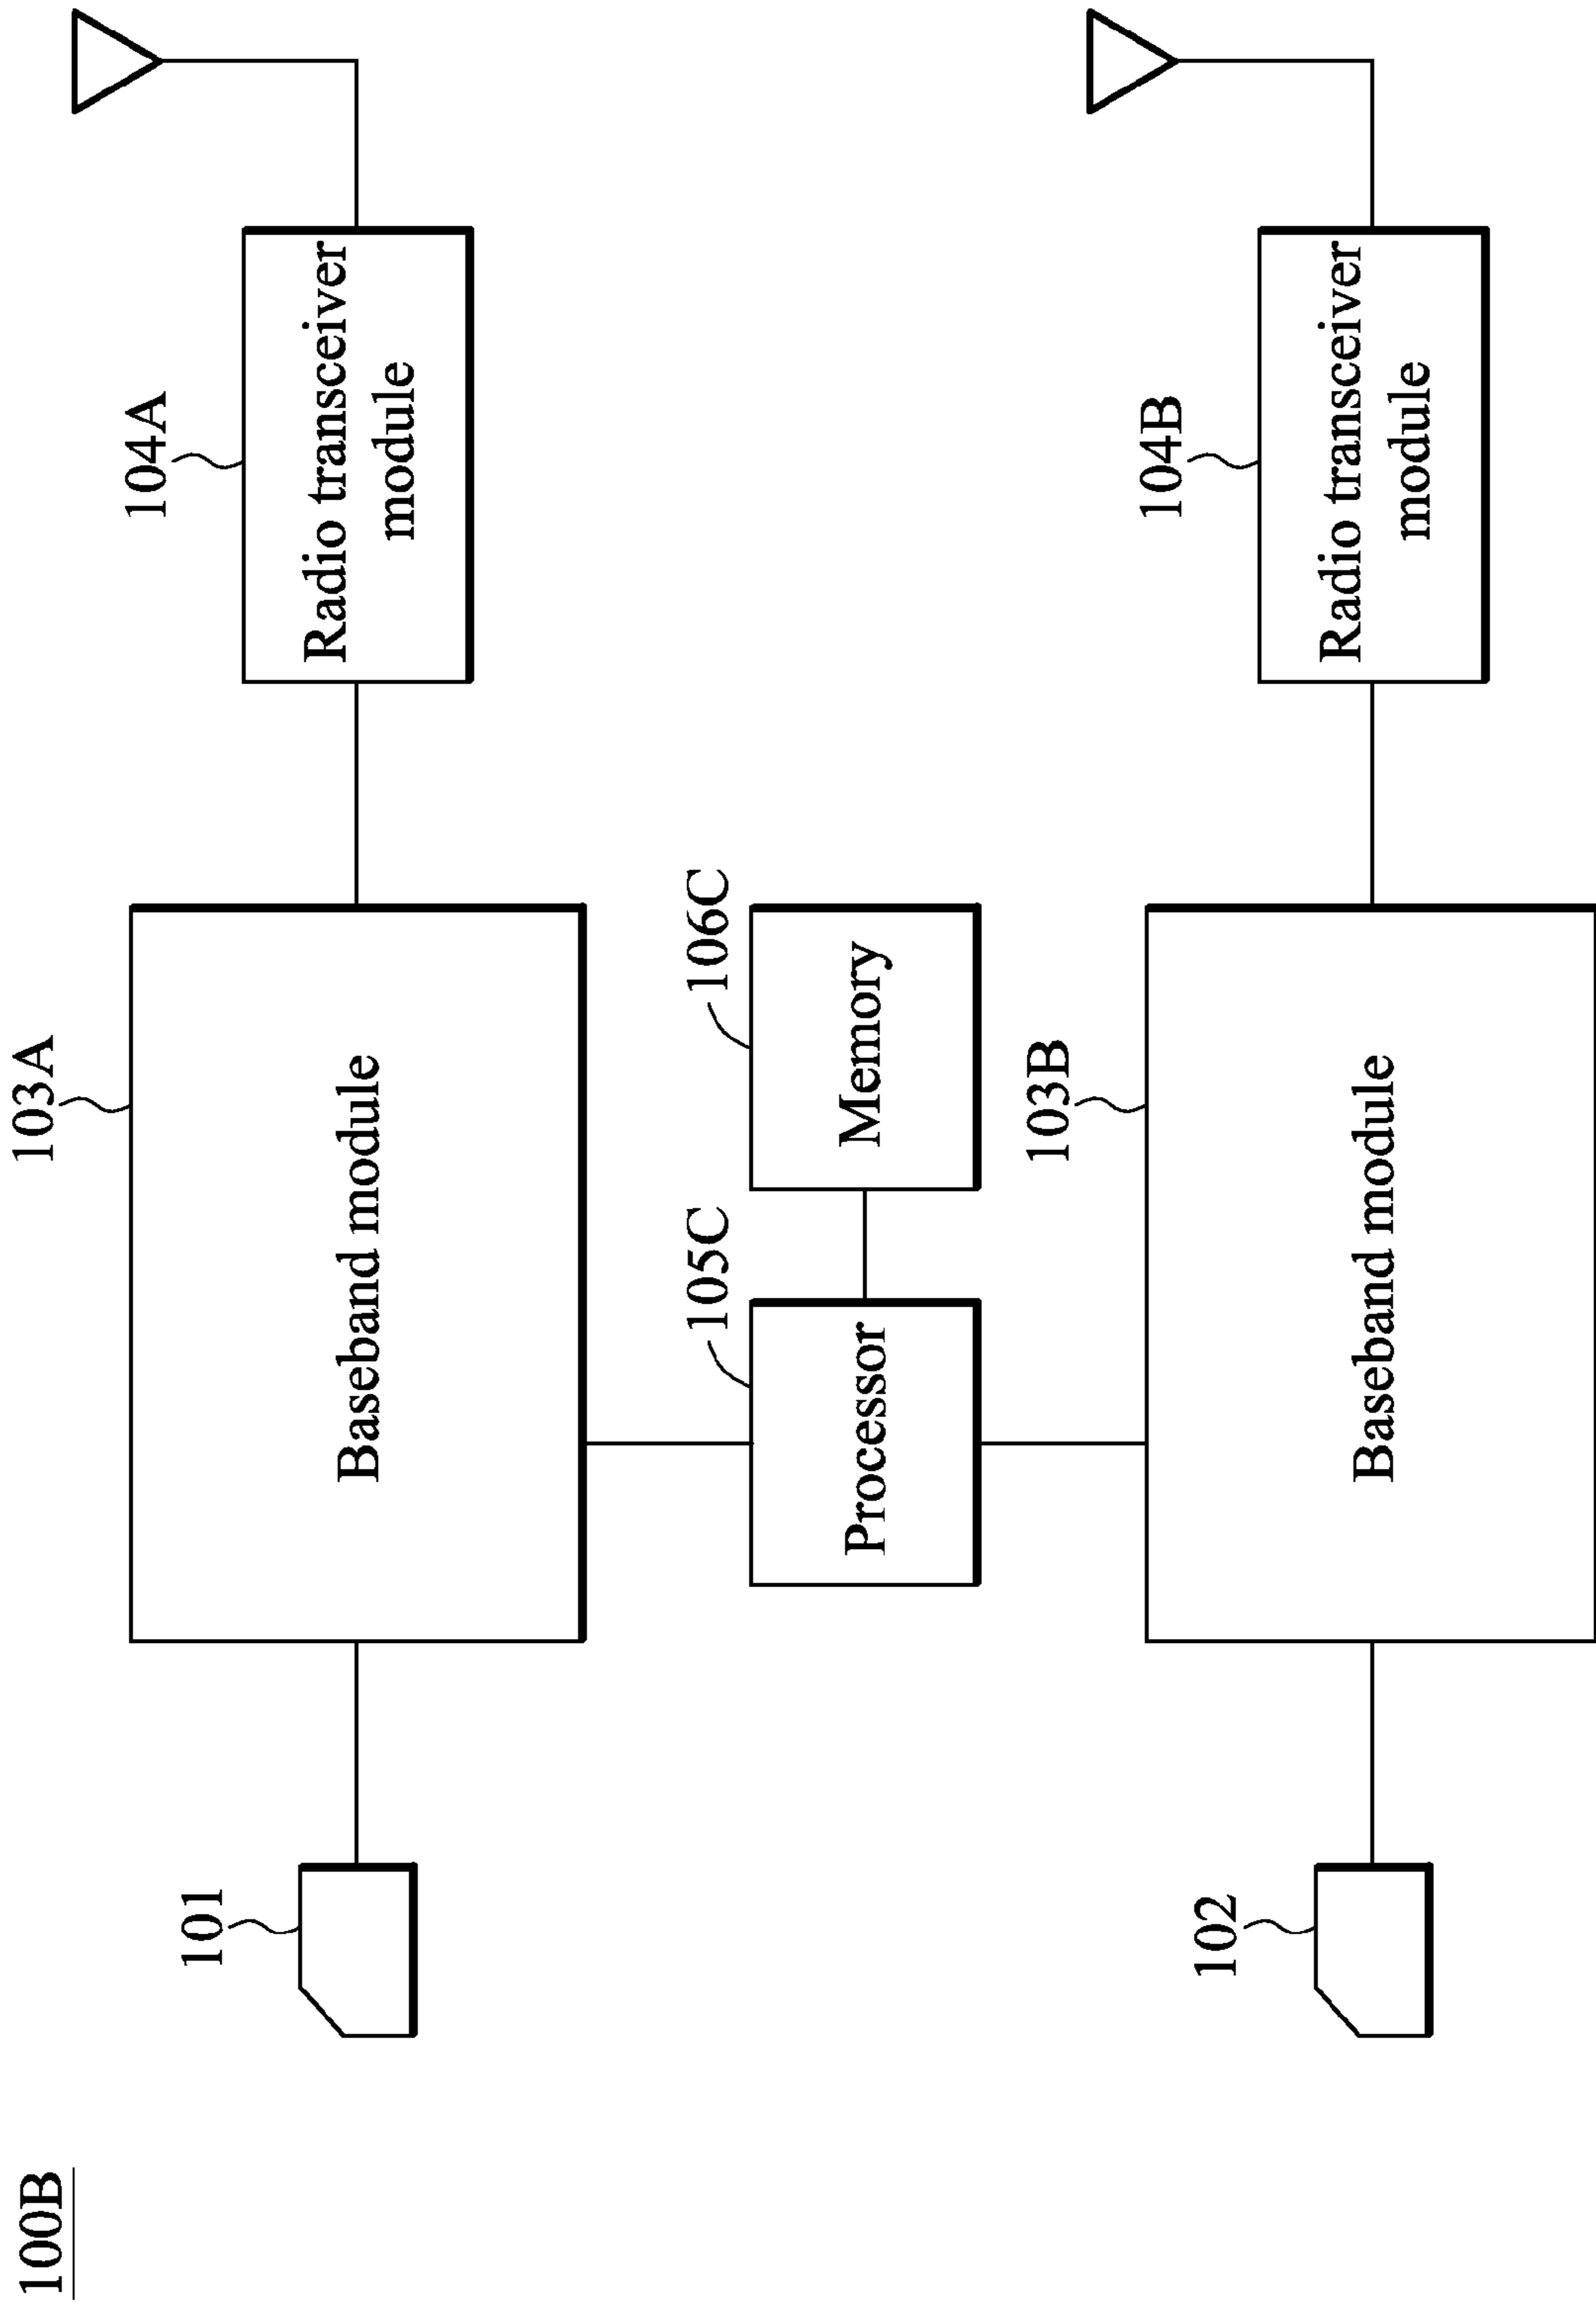 100B
101
103A
Baseband module
104A
Radio transceiver
module
105C
Processor
106C
Memory
102
103B
Baseband module
104B
Radio transceiver
module